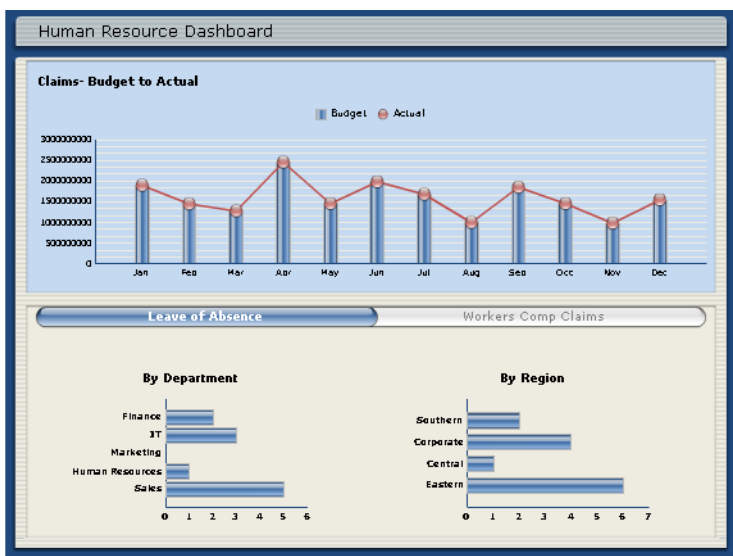 Human Resource Dashboard
Claims- Budget to Actual
Budget Actual
3000000000
2500000000
2000000000
1500000000
1000000000
500000000
0
Jan Feb Mar Apr May Jun Jul Aug Sep Oct Nov Dec
Leave of Absence Workers Comp Claims
By Department
Finance
IT
Marketing
Human Resources
Sales
0 1 2 3 4 5 6
By Region
Southern
Corporate
Central
Eastern
0 1 2 3 4 5 6 7